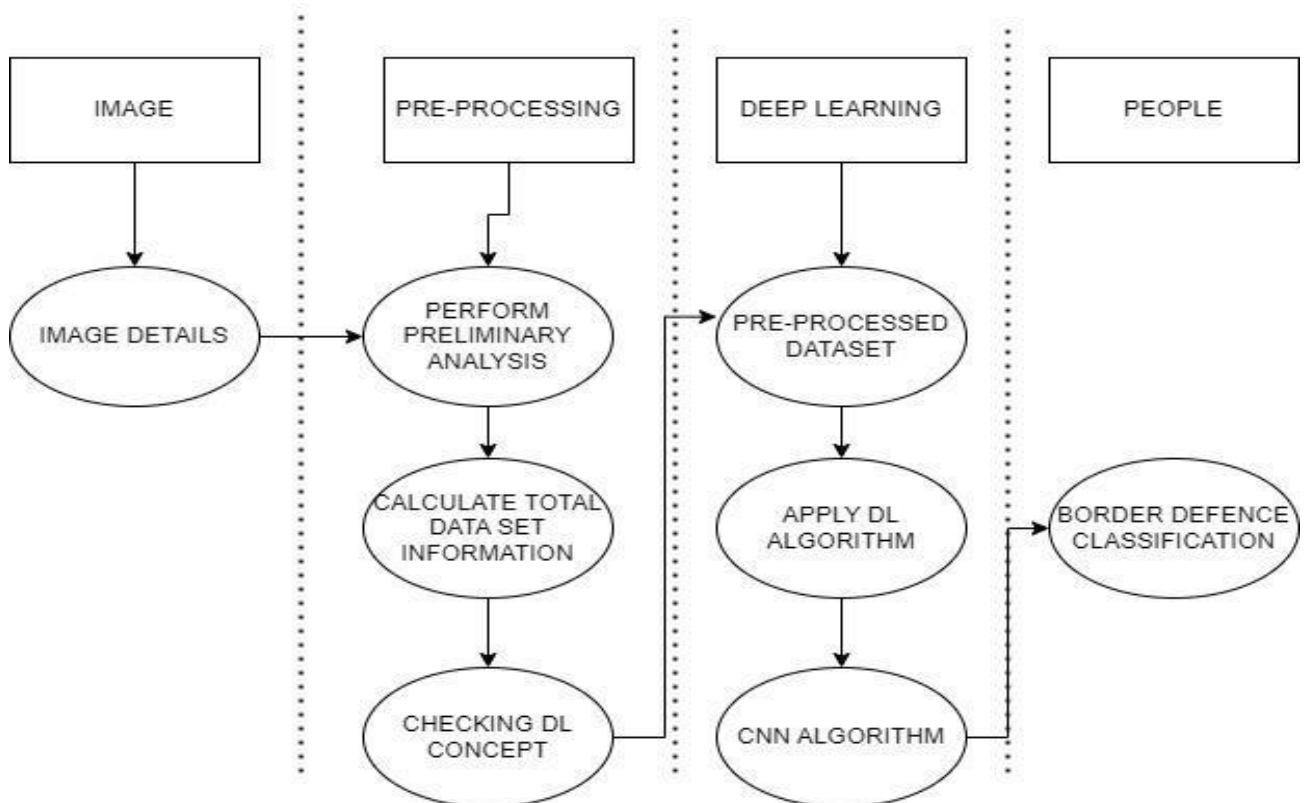 IMAGE
PRE-PROCESSING
DEEP LEARNING
PEOPLE
IMAGE DETAILS
PERFORM
PRELIMINARY
ANALYSIS
PRE-PROCESSED
DATASET
CALCULATE TOTAL
DATA SET
INFORMATION
APPLY DL
ALGORITHM
BORDER DEFENCE
CLASSIFICATION
CHECKING DL
CONCEPT
CNN ALGORITHM